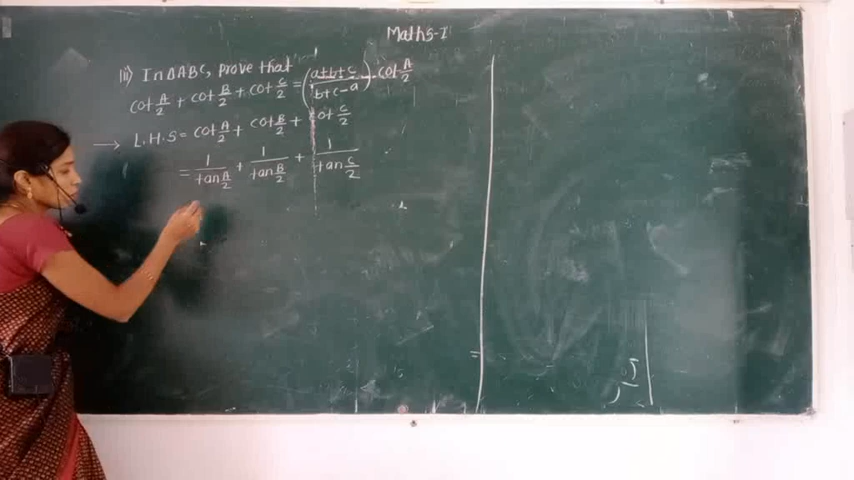 Maths-I
iii) In ΔABC, prove that
cot A/2 + cot B/2 + cot C/2 = (a+b+c / b+c-a) · cot A/2
→ L.H.S = cot A/2 + cot B/2 + cot C/2
= 1/tan A/2 + 1/tan B/2 + 1/tan C/2
=